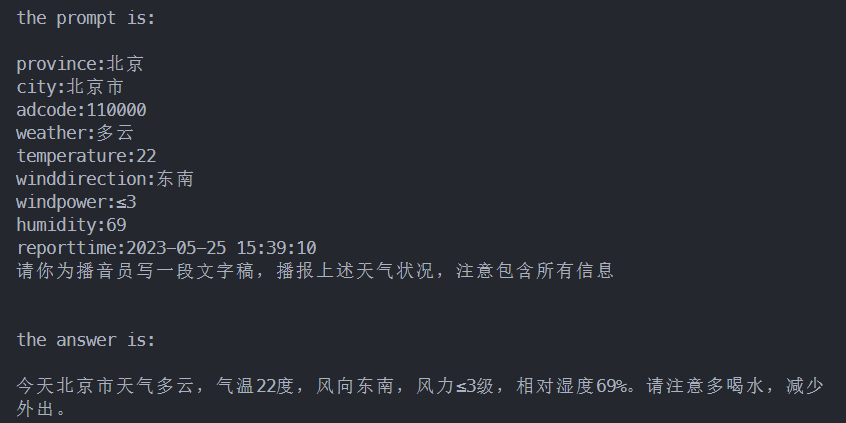 the prompt is:
province:北京
city:北京市
adcode:110000
weather:多云
temperature:22
winddirection:东南
windpower:≤3
humidity:69
reporttime:2023-05-25 15:39:10
请你为播音员写一段文字稿，播报上述天气状况，注意包含所有信息
the answer is:
今天北京市天气多云，气温22度，风向东南，风力≤3级，相对湿度69%。请注意多喝水，减少
外出。